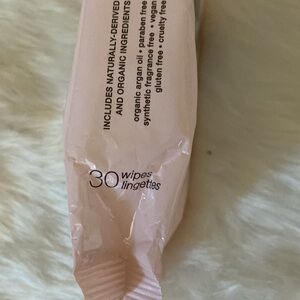 INCLUDES NATURALLY-DERIVED
AND ORGANIC INGREDIENTS
organic argan oil • paraben free
synthetic fragrance free • vegan
gluten free • cruelty free
30 wipes
lingettes